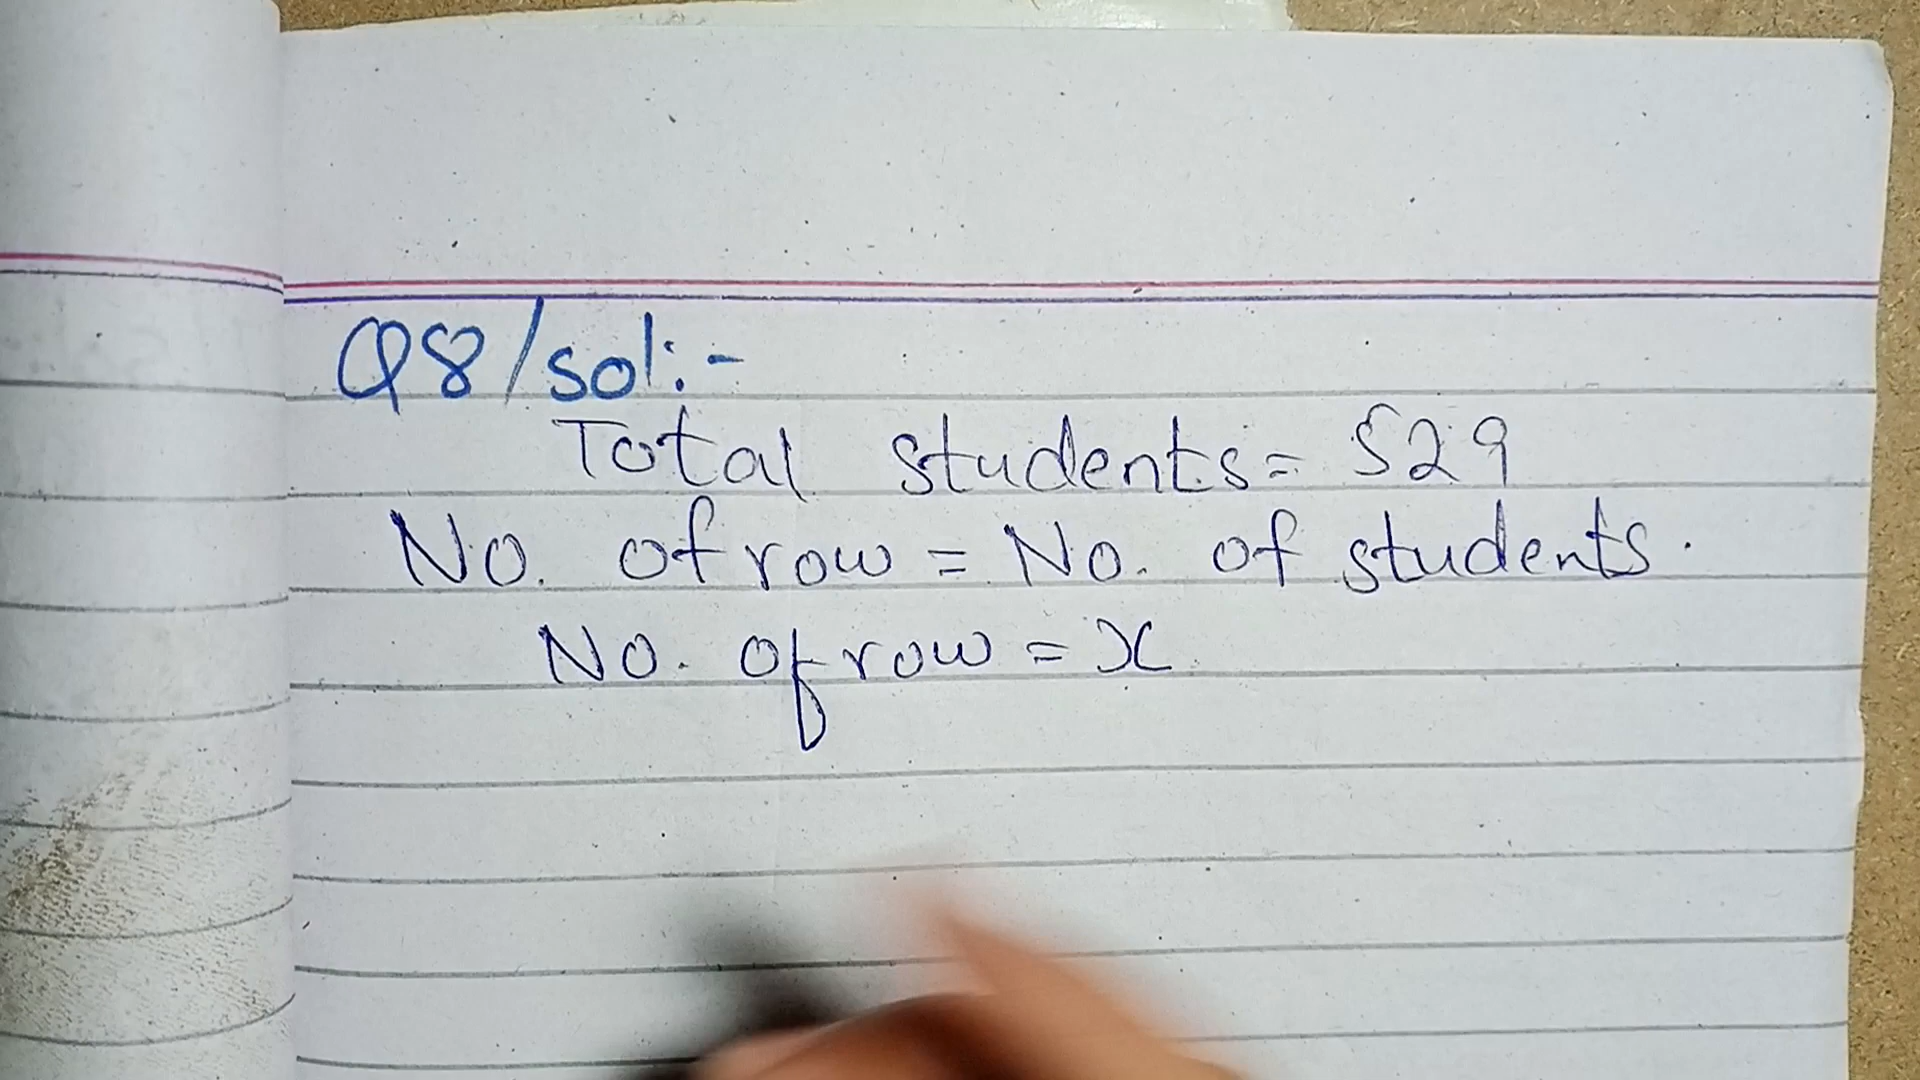 Q8/sol:-
Total students= 529
No. of row = No. of students.
No. of row = x